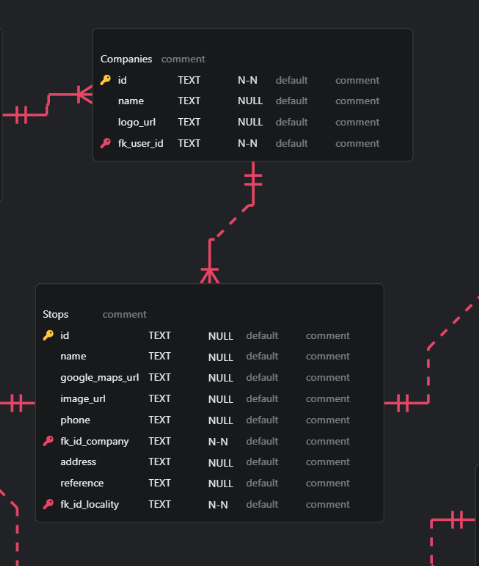 Companies comment
id TEXT N-N default comment
name TEXT NULL default comment
logo_url TEXT NULL default comment
fk_user_id TEXT N-N default comment
Stops comment
id TEXT NULL default comment
name TEXT NULL default comment
google_maps_url TEXT NULL default comment
image_url TEXT NULL default comment
phone TEXT NULL default comment
fk_id_company TEXT N-N default comment
address TEXT NULL default comment
reference TEXT NULL default comment
fk_id_locality TEXT N-N default comment